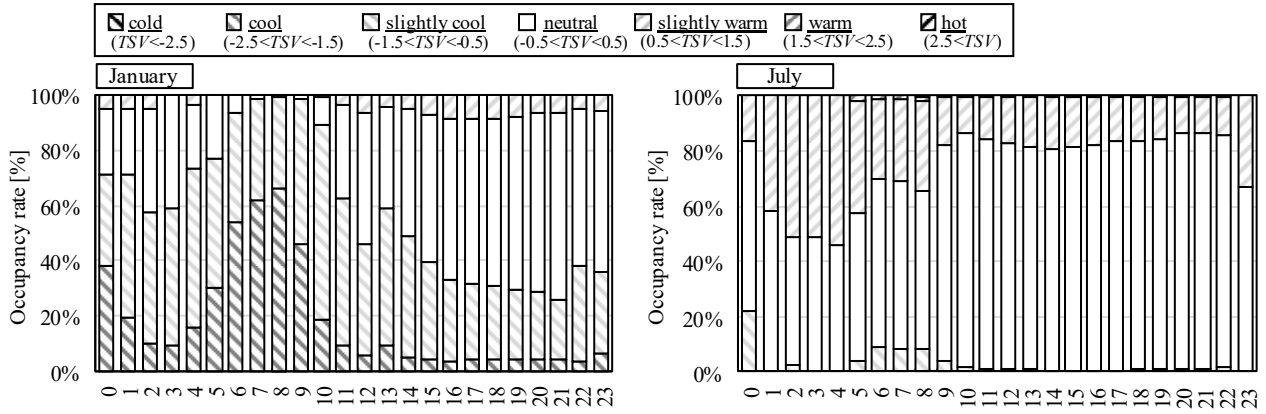 cold cool slightly cool neutral slightly warm warm hot
(TSV<-2.5) (-2.5<TSV<-1.5) (-1.5<TSV<-0.5) (-0.5<TSV<0.5) (0.5<TSV<1.5) (1.5<TSV<2.5) (2.5<TSV)
January
Occupancy rate [%]
100%
80%
60%
40%
20%
0%
0 1 2 3 4 5 6 7 8 9 10 11 12 13 14 15 16 17 18 19 20 21 22 23
July
Occupancy rate [%]
100%
80%
60%
40%
20%
0%
0 1 2 3 4 5 6 7 8 9 10 11 12 13 14 15 16 17 18 19 20 21 22 23